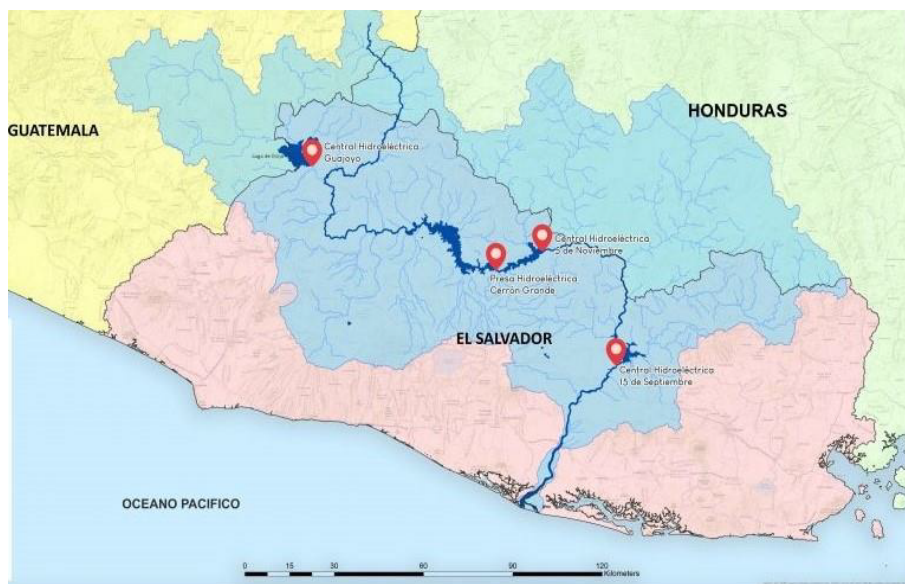 HONDURAS
GUATEMALA
Central Hidroeléctrica
Guajoyo
Central Hidroeléctrica
5 de Noviembre
Presa Hidroeléctrica
Cerrón Grande
EL SALVADOR
Central Hidroeléctrica
15 de Septiembre
OCEANO PACIFICO
0 15 30 60 90 120
Kilometers